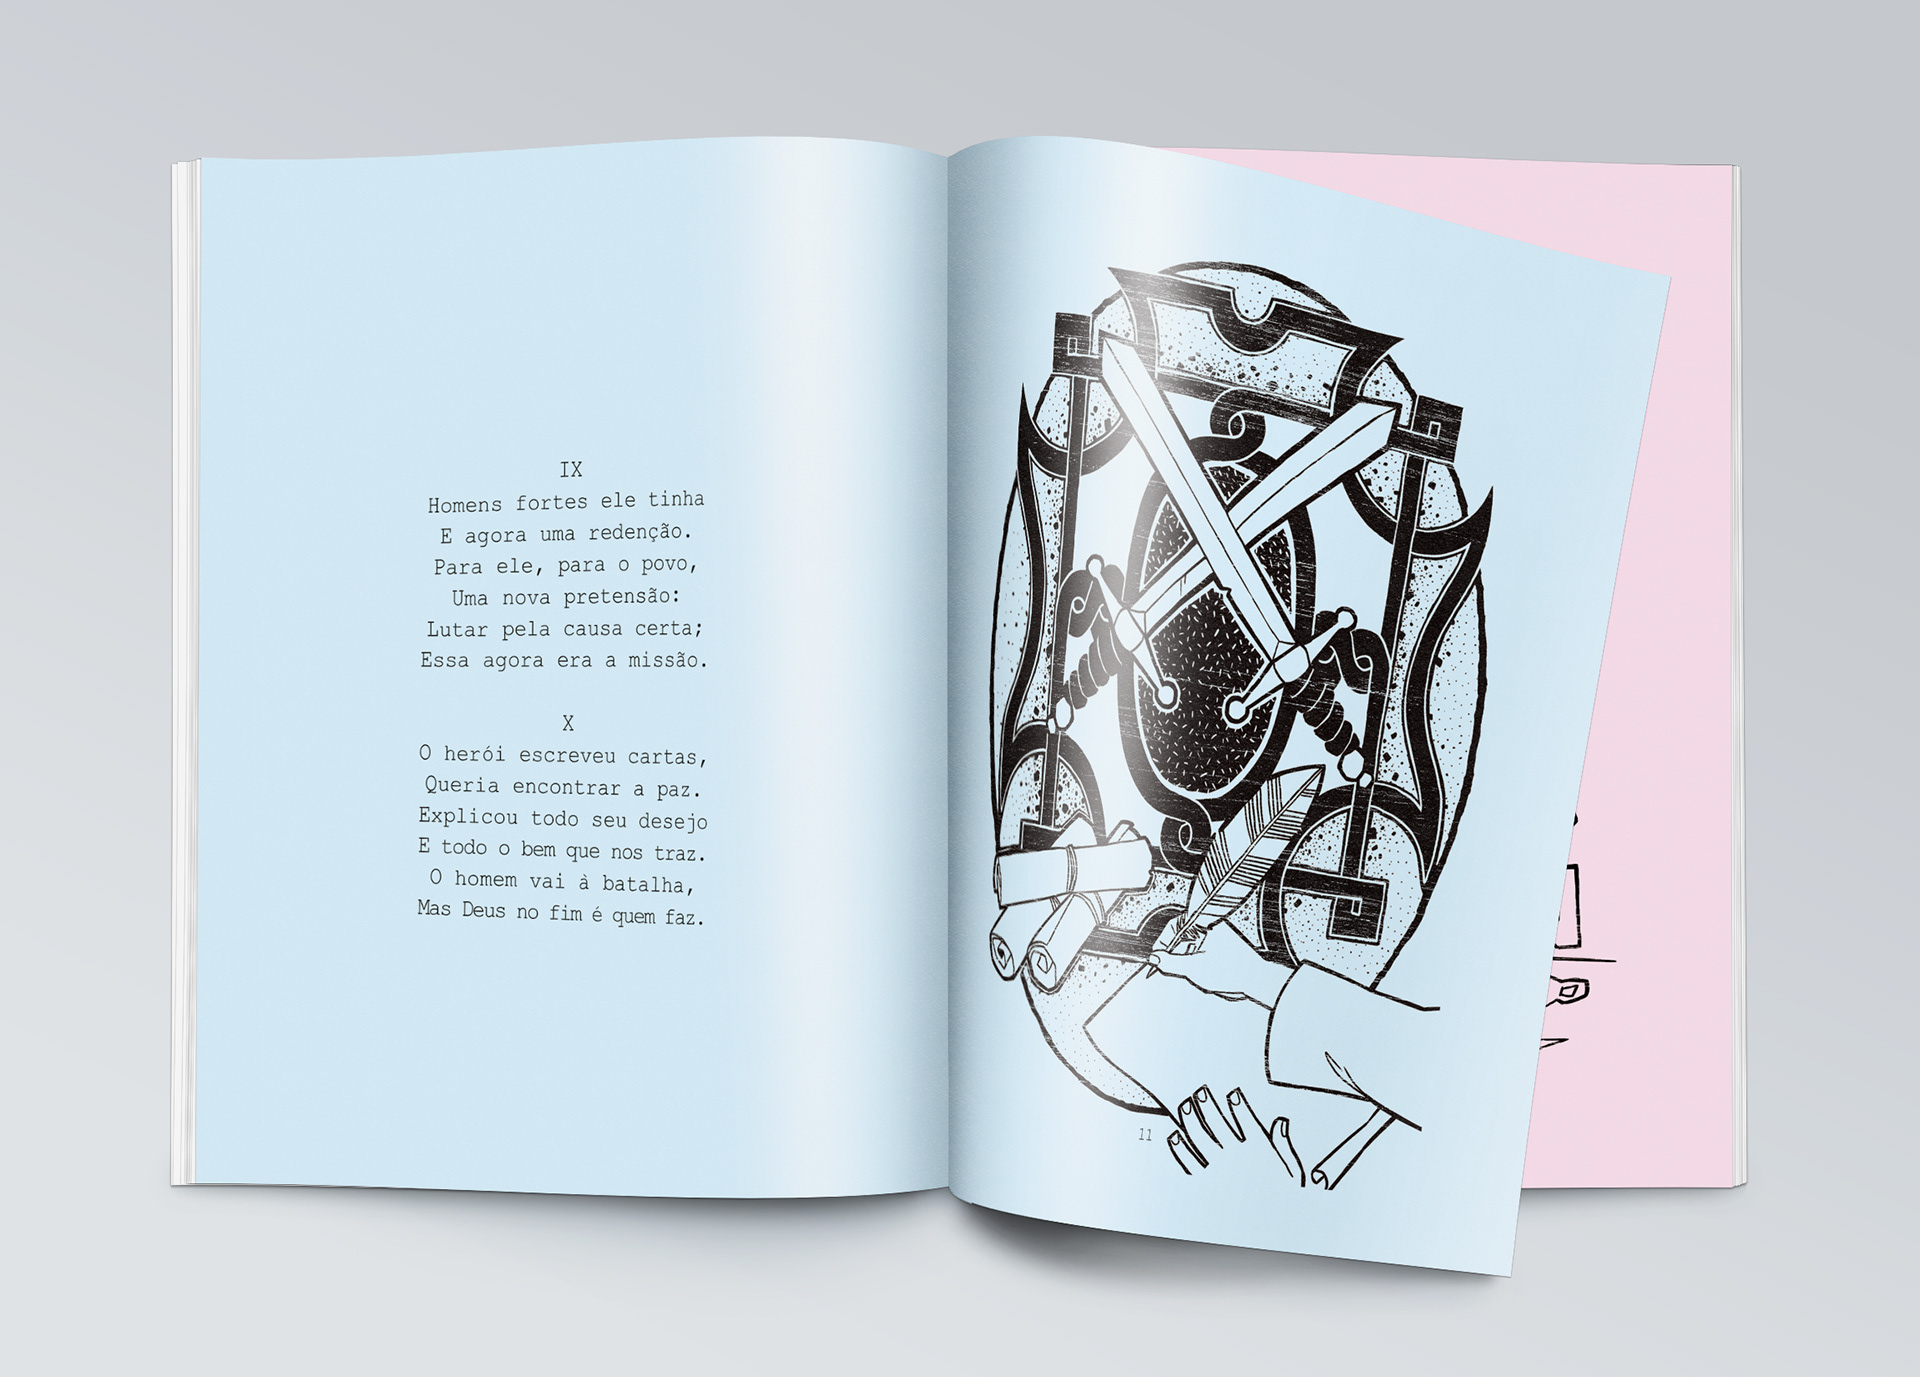 IX
Homens fortes ele tinha
E agora uma redenção.
Para ele, para o povo,
Uma nova pretensão:
Lutar pela causa certa;
Essa agora era a missão.
X
O herói escreveu cartas,
Queria encontrar a paz.
Explicou todo seu desejo
E todo o bem que nos traz.
O homem vai à batalha,
Mas Deus no fim é quem faz.
11